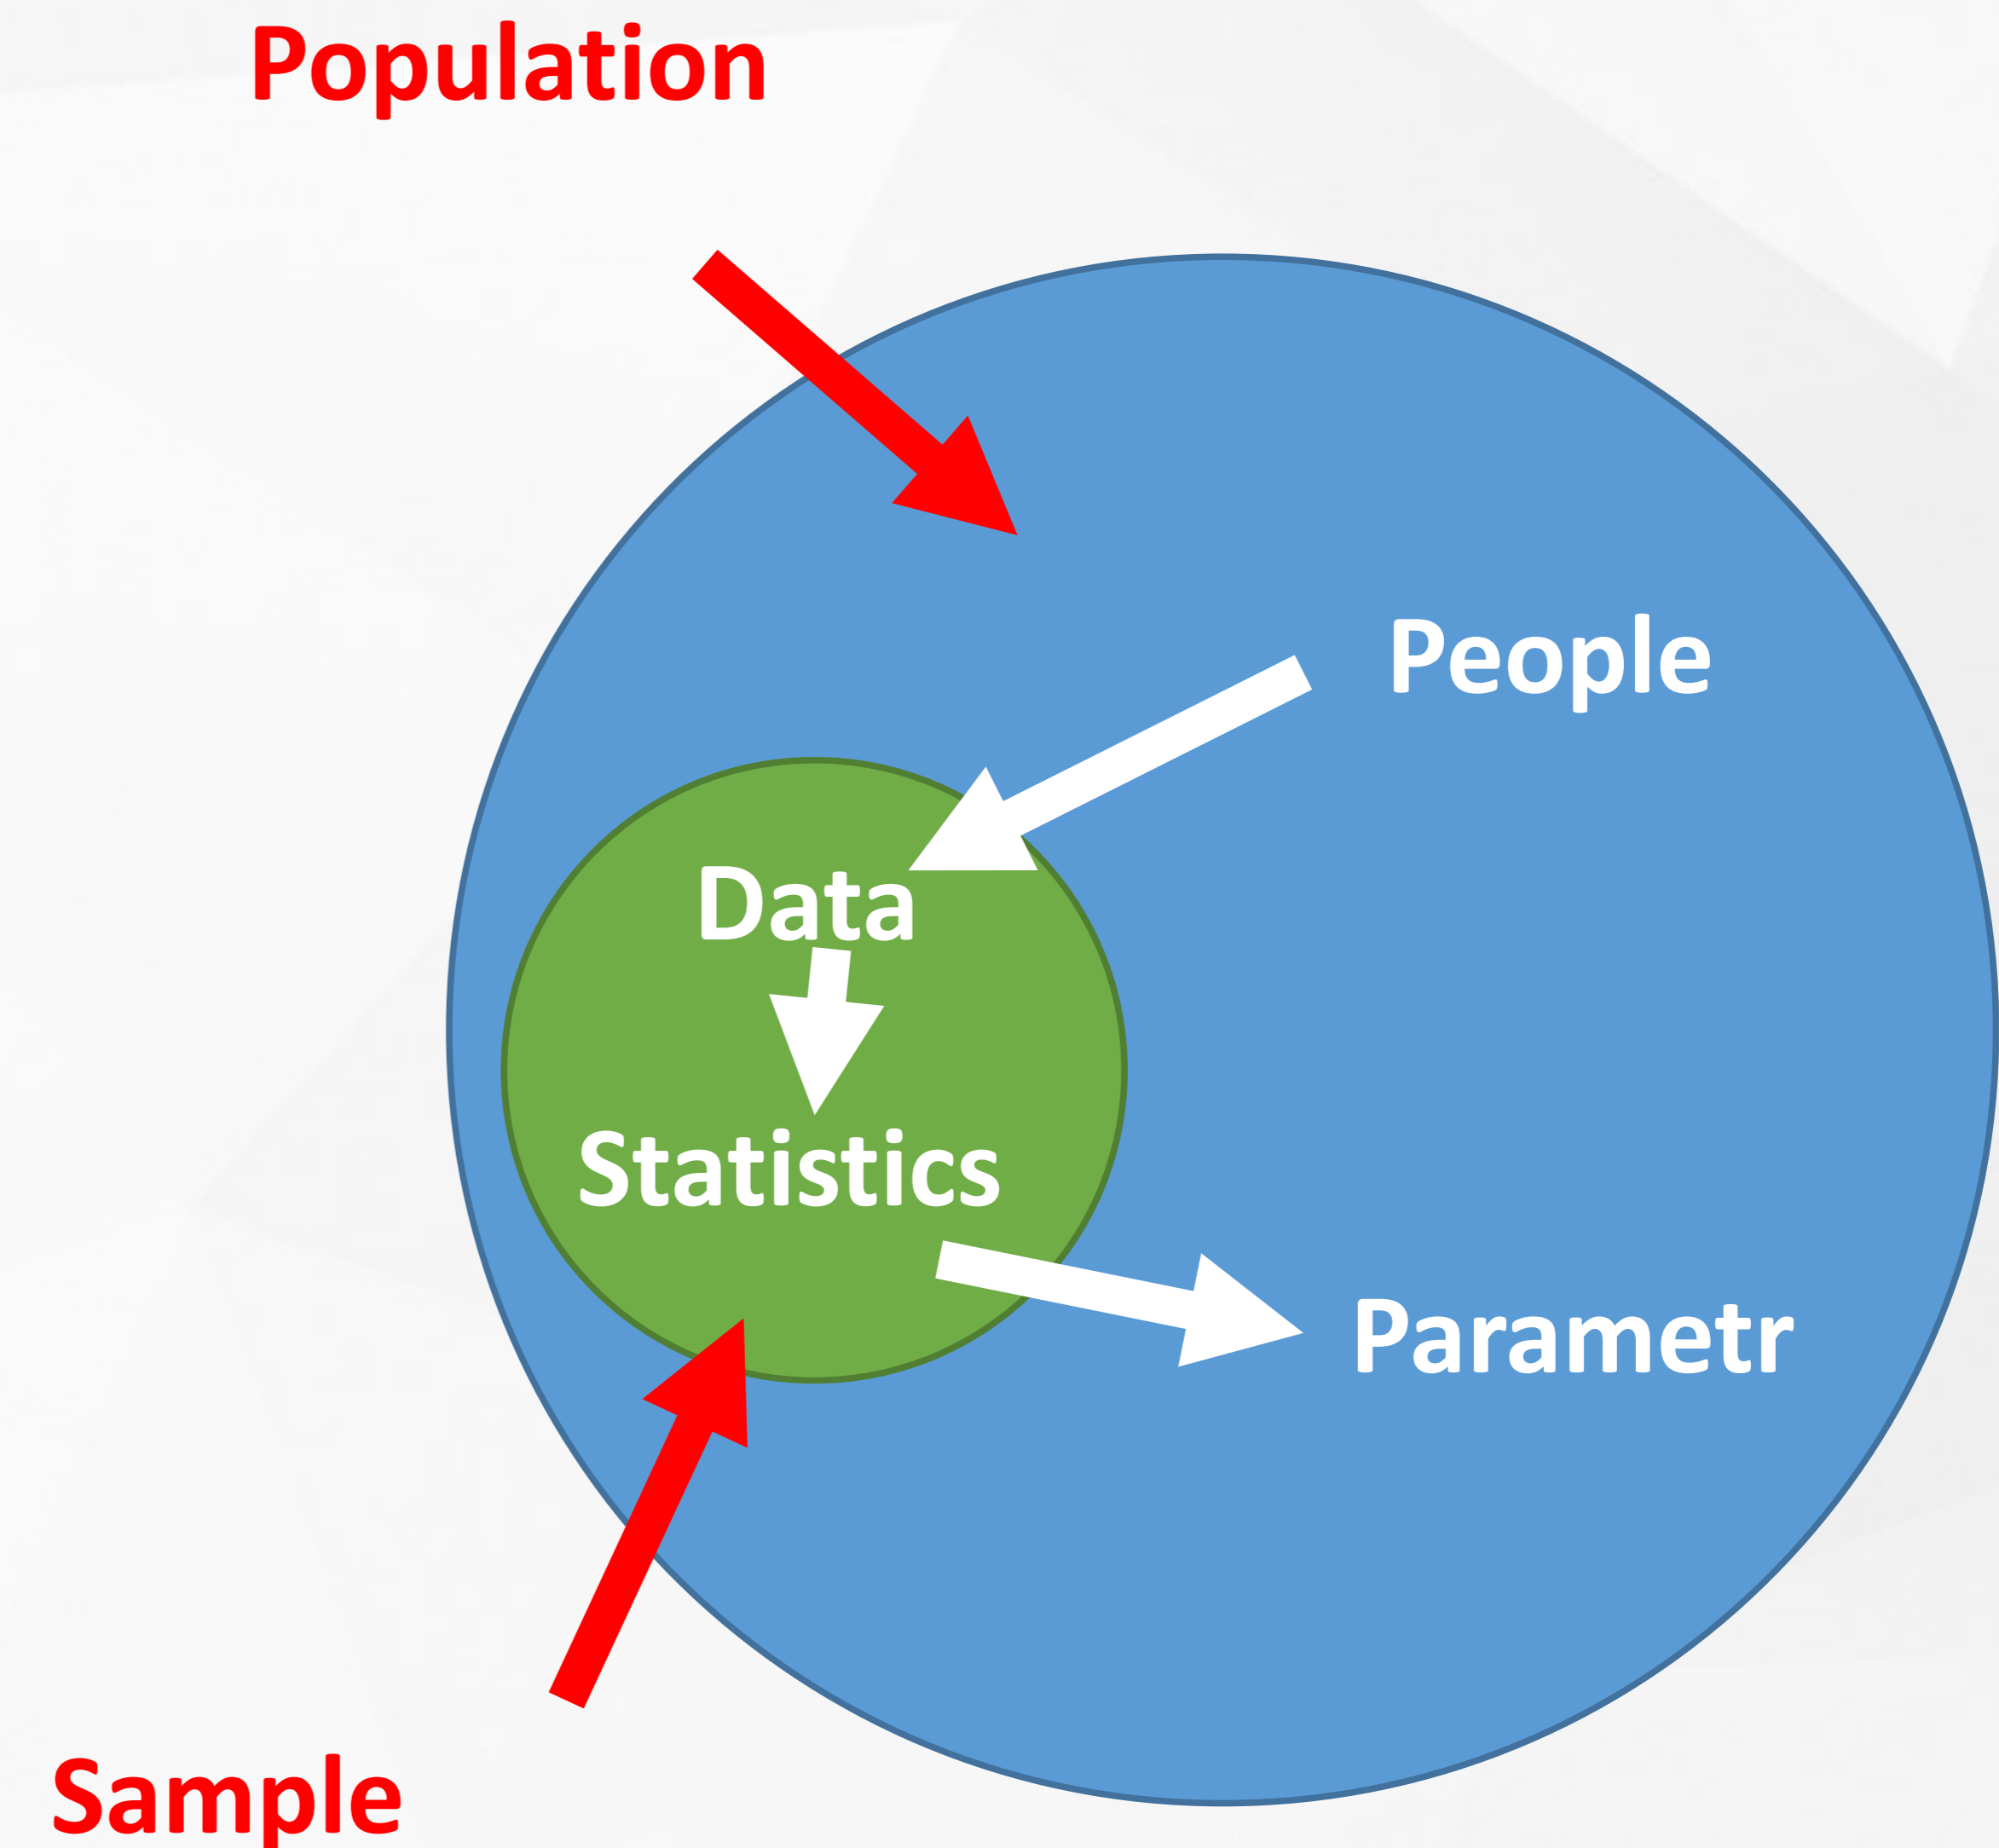 Population
People
Data
Statistics
Parametr
Sample